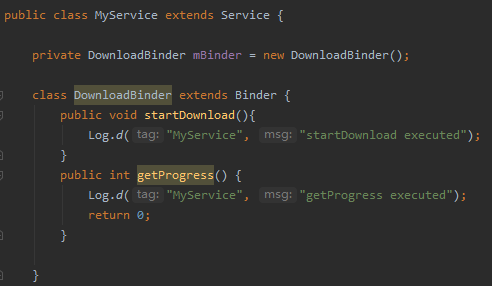 public class MyService extends Service {
private DownloadBinder mBinder = new DownloadBinder();
class DownloadBinder extends Binder {
public void startDownload(){
Log.d( tag: "MyService", msg: "startDownload executed");
}
public int getProgress() {
Log.d( tag: "MyService", msg: "getProgress executed");
return 0;
}
}